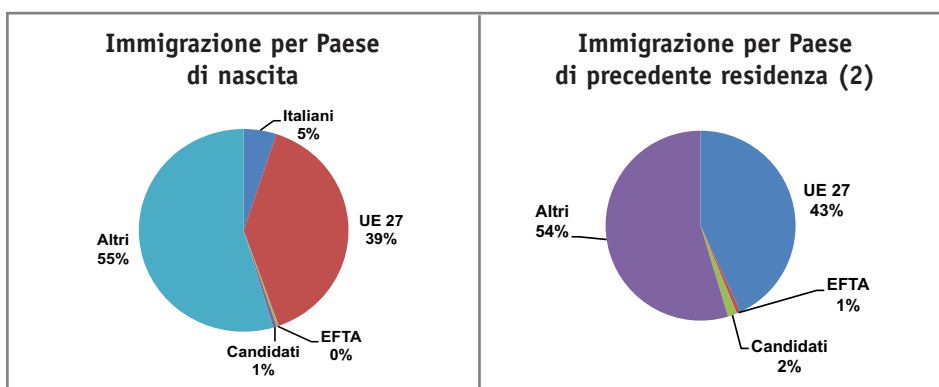 Immigrazione per Paese
di nascita
Italiani
5%
UE 27
39%
EFTA
0%
Candidati
1%
Altri
55%
Immigrazione per Paese
di precedente residenza (2)
UE 27
43%
EFTA
1%
Candidati
2%
Altri
54%